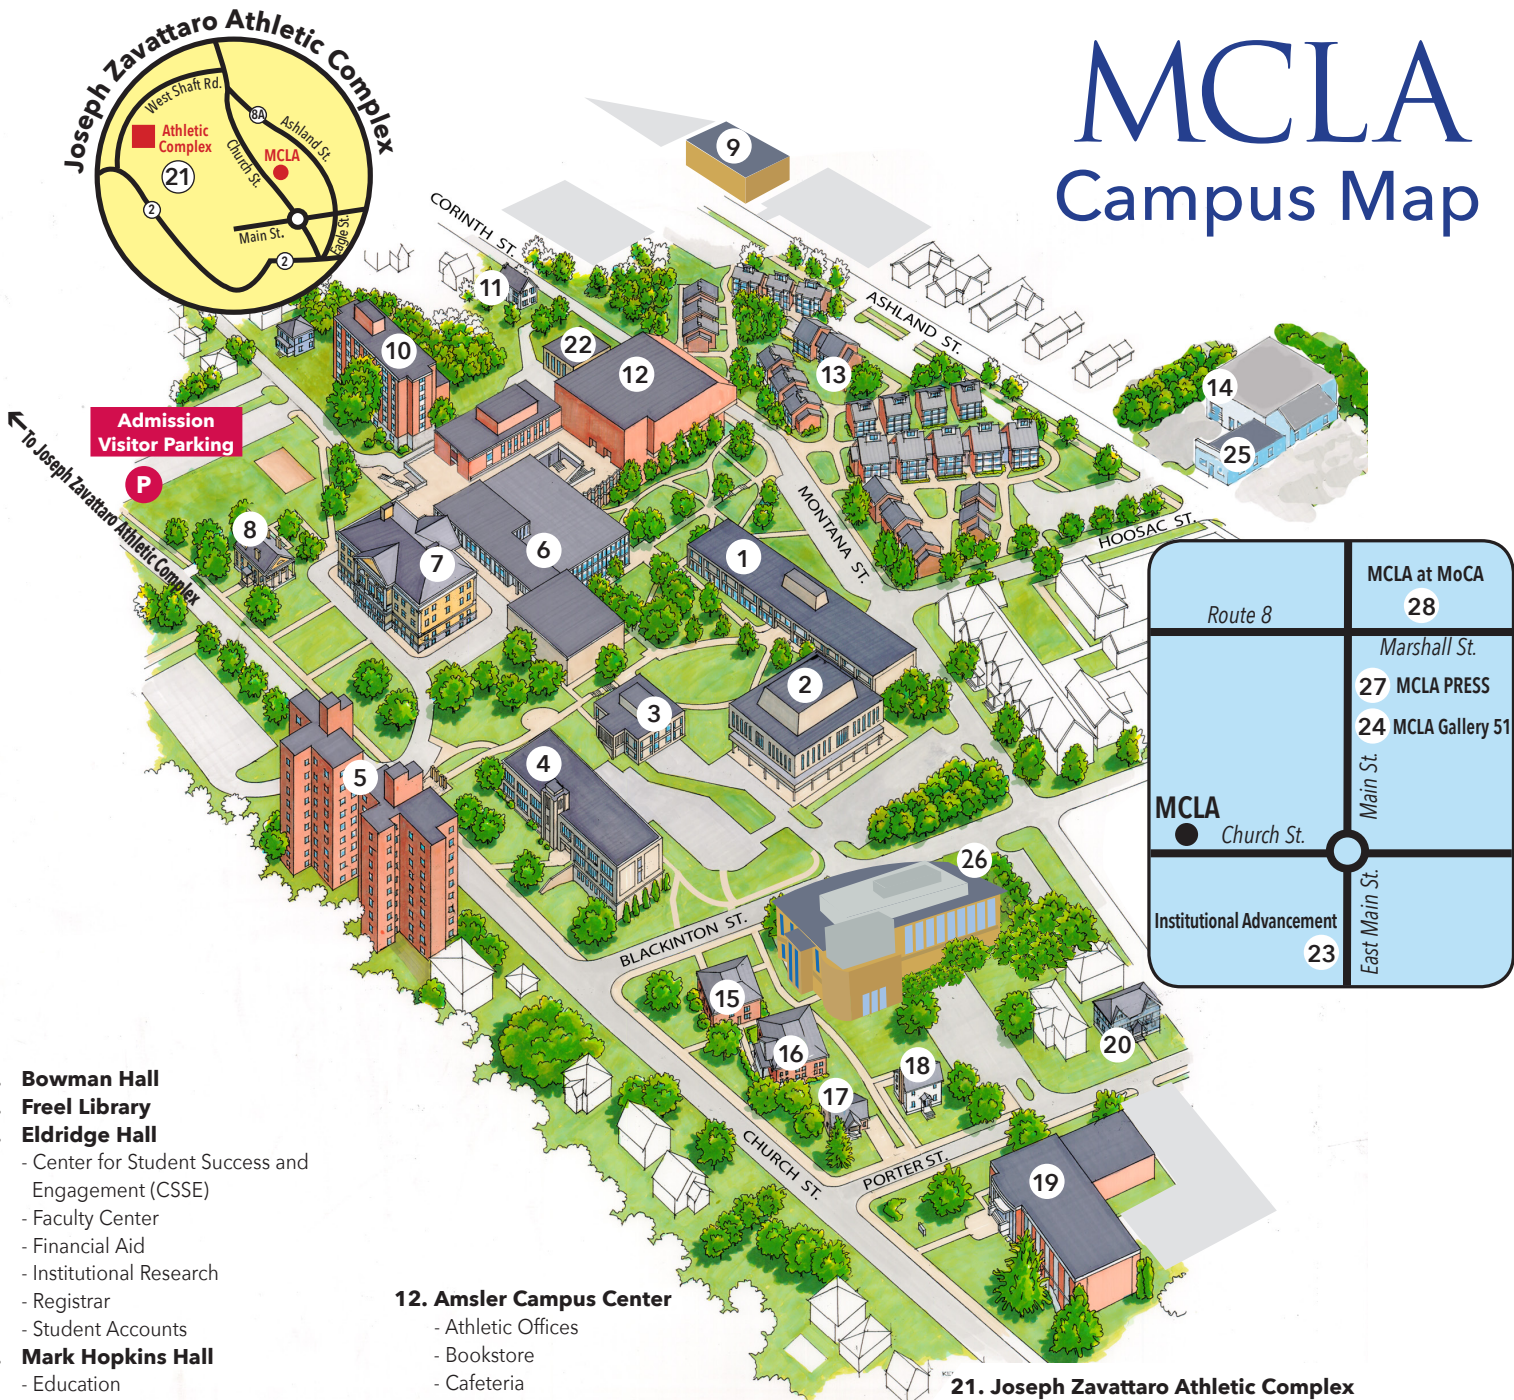 Joseph Zavattaro Athletic Complex
West Shaft Rd.
8A
Ashland St.
Athletic
Complex
21
Church St.
MCLA
2
Main St.
Eagle St.
2
MCLA
Campus Map
9
CORINTH ST.
11
ASHLAND ST.
10
22
12
13
14
25
Admission
Visitor Parking
P
To Joseph Zavattaro Athletic Complex
MONTANA ST.
HOOSAC ST.
8
7
6
1
2
3
4
5
MCLA at MoCA
28
Route 8
Marshall St.
27 MCLA PRESS
24 MCLA Gallery 51
Main St.
MCLA
Church St.
Institutional Advancement
23
East Main St.
26
BLACKINTON ST.
15
16
17
18
20
CHURCH ST.
PORTER ST.
19
Bowman Hall
Freel Library
Eldridge Hall
- Center for Student Success and
Engagement (CSSE)
- Faculty Center
- Financial Aid
- Institutional Research
- Registrar
- Student Accounts
Mark Hopkins Hall
- Education
12. Amsler Campus Center
- Athletic Offices
- Bookstore
- Cafeteria
21. Joseph Zavattaro Athletic Complex